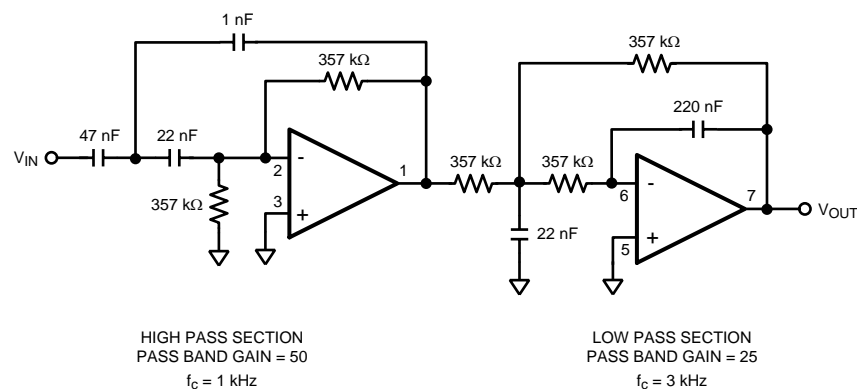 1 nF
357 kΩ
357 kΩ
47 nF
22 nF
220 nF
V_IN
-
2
1
357 kΩ
357 kΩ
-
6
7
V_OUT
357 kΩ
3
+
22 nF
5
+
HIGH PASS SECTION
PASS BAND GAIN = 50
f_c = 1 kHz
LOW PASS SECTION
PASS BAND GAIN = 25
f_c = 3 kHz